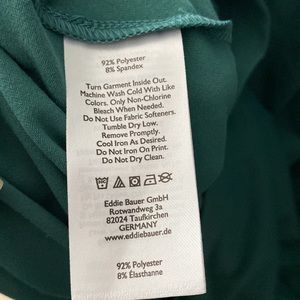 92% Polyester
8% Spandex
Turn Garment Inside Out.
Machine Wash Cold With Like
Colors. Only Non-Chlorine
Bleach When Needed.
Do Not Use Fabric Softeners.
Tumble Dry Low.
Remove Promptly.
Cool Iron As Desired.
Do Not Iron On Print.
Do Not Dry Clean.
Eddie Bauer GmbH
Rotwandweg 3a
82024 Taufkirchen
GERMANY
www.eddiebauer.de
92% Polyester
8% Elasthanne